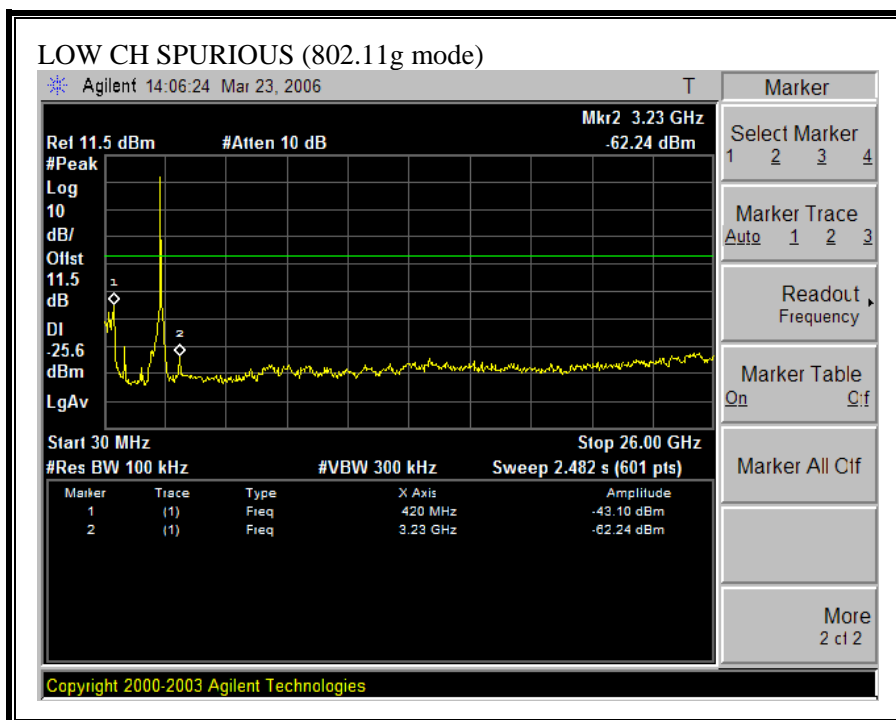 LOW CH SPURIOUS (802.11g mode)
Agilent 14:06:24 Mar 23, 2006 T
Mkr2 3.23 GHz
Ref 11.5 dBm #Atten 10 dB -62.24 dBm
#Peak
Log
10
dB/
Offst
11.5
dB
DI
-25.6
dBm
LgAv
1
2
Start 30 MHz Stop 26.00 GHz
#Res BW 100 kHz #VBW 300 kHz Sweep 2.482 s (601 pts)
Marker Trace Type X Axis Amplitude
1 (1) Freq 420 MHz -43.10 dBm
2 (1) Freq 3.23 GHz -62.24 dBm
Copyright 2000-2003 Agilent Technologies
Marker
Select Marker
1 2 3 4
Marker Trace
Auto 1 2 3
Readout
Frequency
Marker Table
On Off
Marker All Off
More
2 of 2